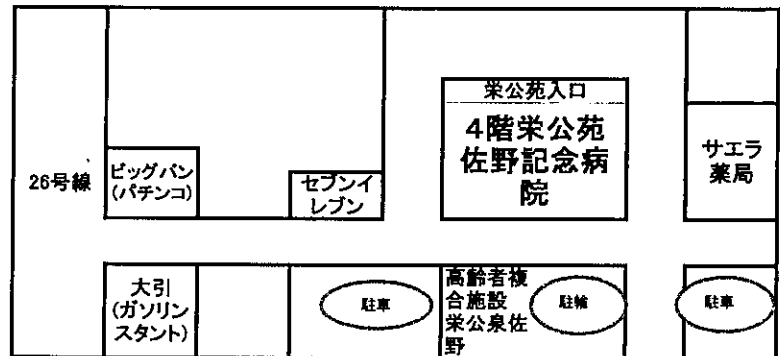 栄公苑入口
4階栄公苑
佐野記念病
院
サエラ
薬局
26号線
ビッグバン
(パチンコ)
セブンイ
レブン
大引
(ガソリン
スタント)
駐車
高齢者複
合施設
栄公泉佐
野
駐輪
駐車